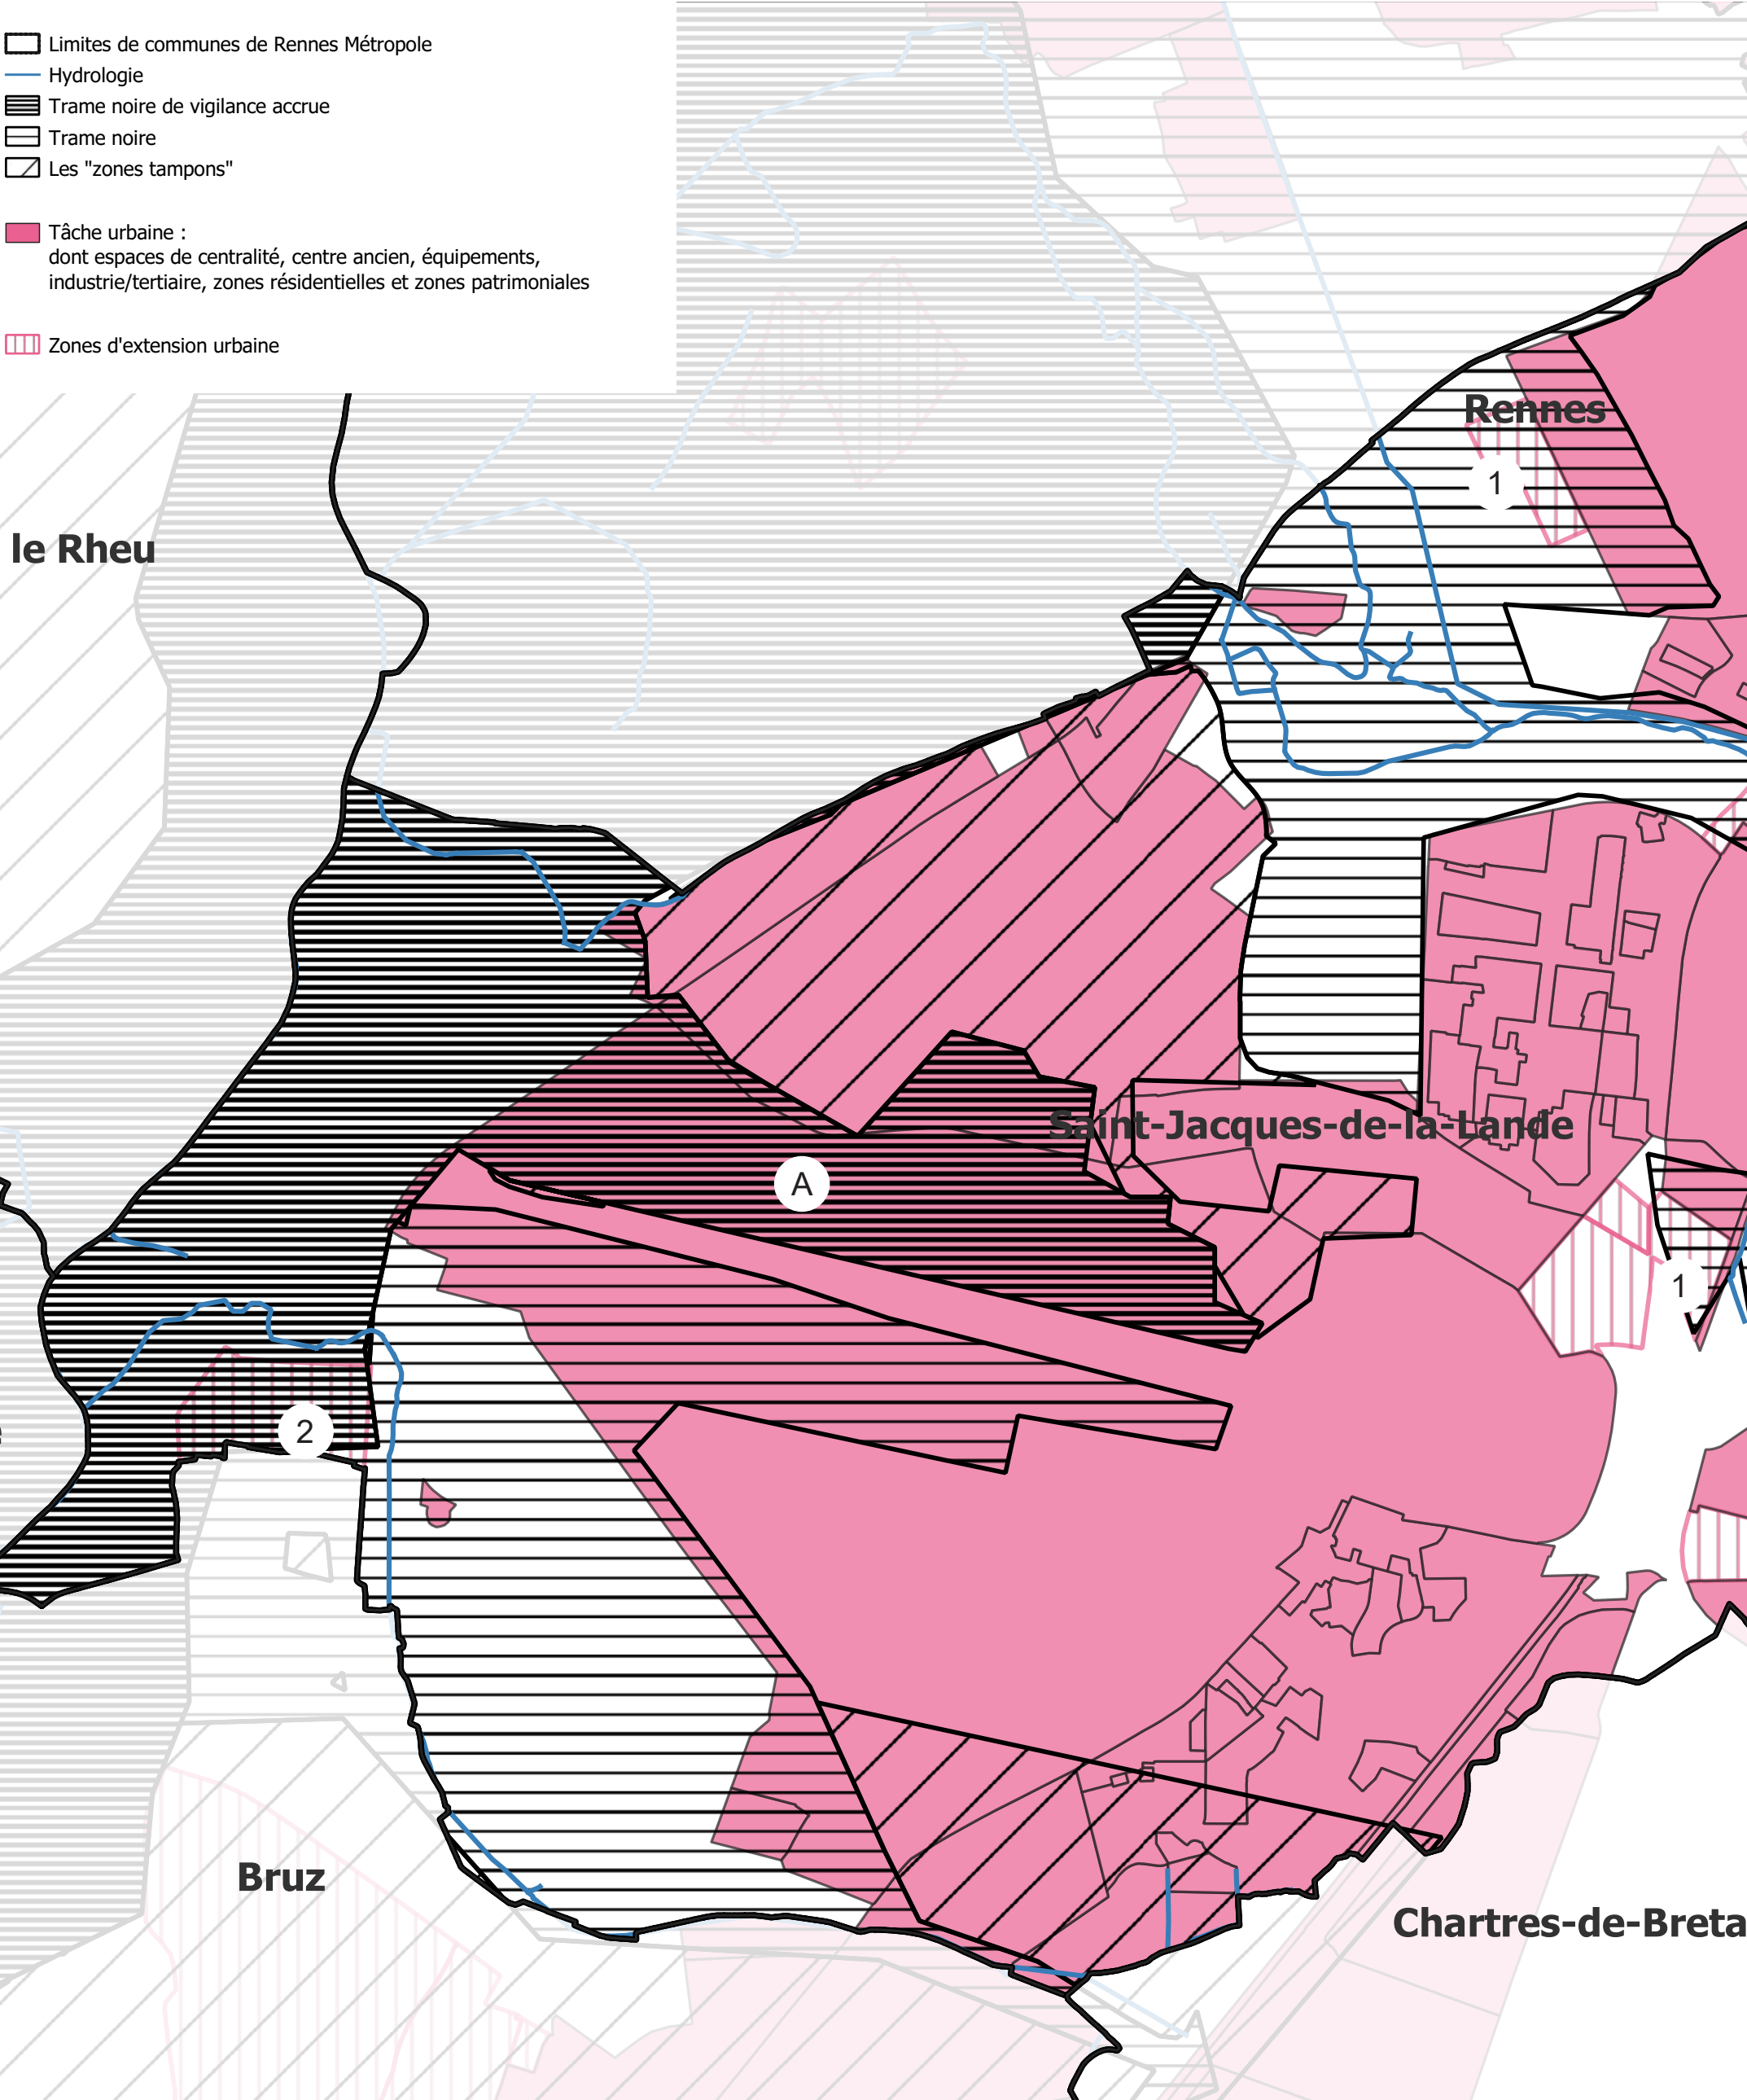 Limites de communes de Rennes Métropole
Hydrologie
Trame noire de vigilance accrue
Trame noire
Les "zones tampons"
Tâche urbaine :
dont espaces de centralité, centre ancien, équipements,
industrie/tertiaire, zones résidentielles et zones patrimoniales
Zones d'extension urbaine
Rennes
1
le Rheu
Saint-Jacques-de-la-Lande
A
1
2
Bruz
Chartres-de-Breta